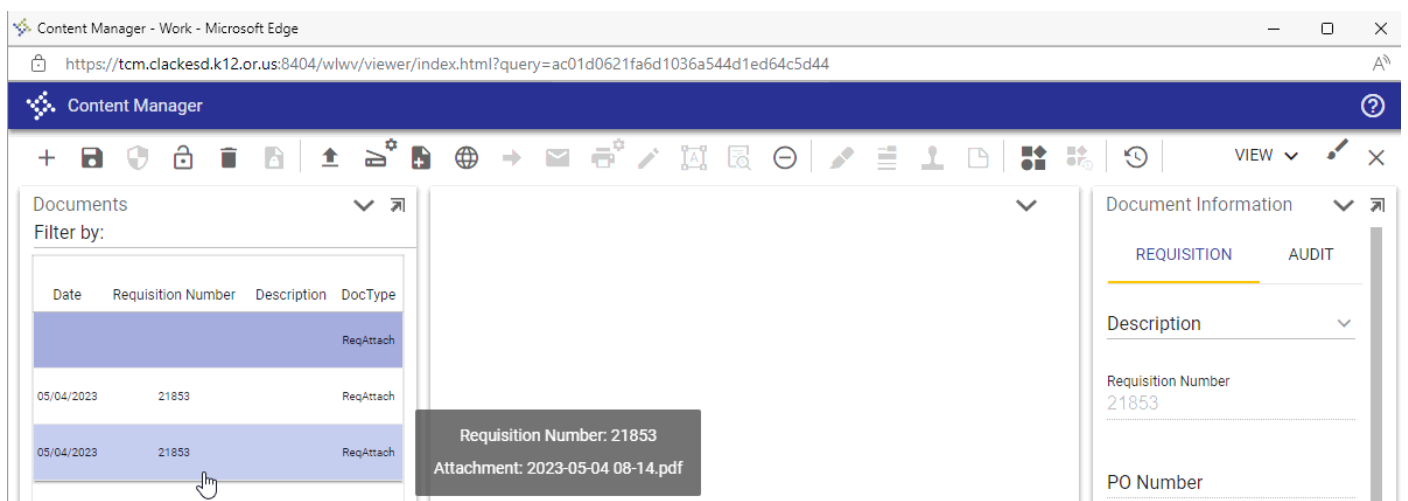 Content Manager - Work - Microsoft Edge
https://tcm.clackesd.k12.or.us:8404/wlwv/viewer/index.html?query=ac01d0621fa6d1036a544d1ed64c5d44
Content Manager
VIEW
Documents
Filter by:
Date Requisition Number Description DocType
ReqAttach
05/04/2023 21853 ReqAttach
05/04/2023 21853 ReqAttach
Requisition Number: 21853
Attachment: 2023-05-04 08-14.pdf
Document Information
REQUISITION AUDIT
Description
Requisition Number
21853
PO Number